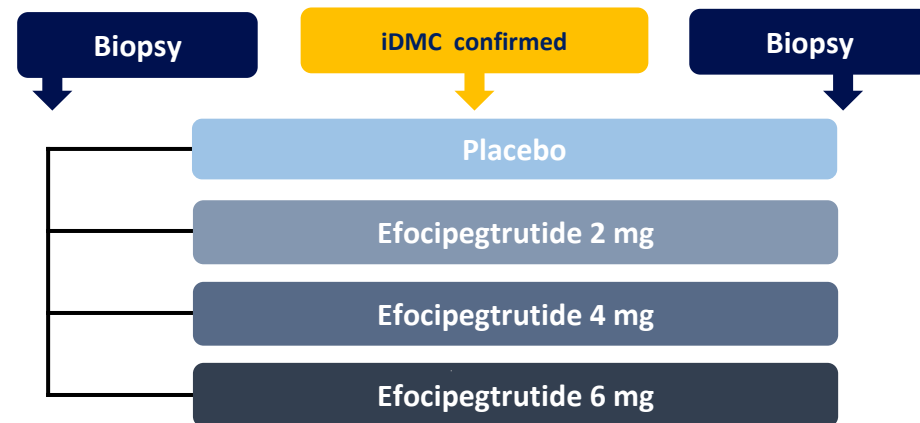 Biopsy
iDMC confirmed
Biopsy
Placebo
Efocipegtrutide 2 mg
Efocipegtrutide 4 mg
Efocipegtrutide 6 mg